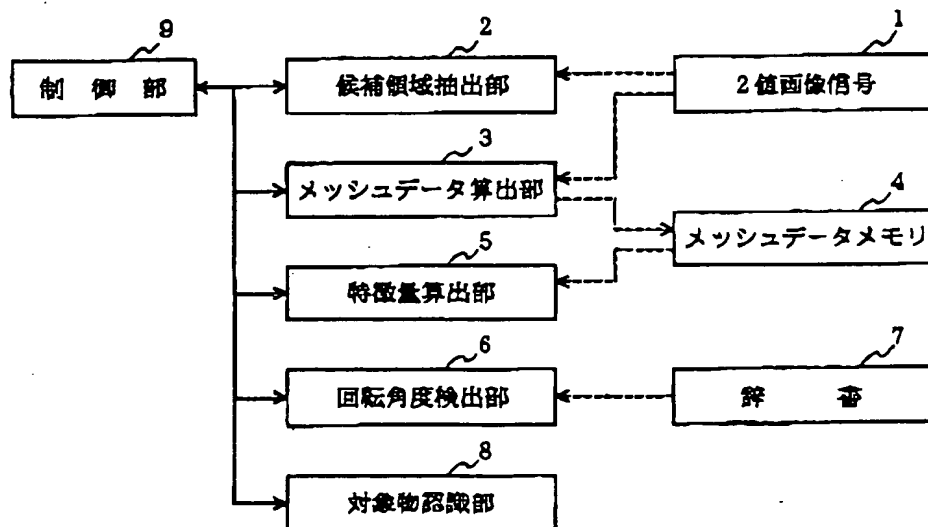 9
制御部
2
候補領域抽出部
1
2値画像信号
3
メッシュデータ算出部
4
メッシュデータメモリ
5
特徴量算出部
6
回転角度検出部
7
辞書
8
対象物認識部